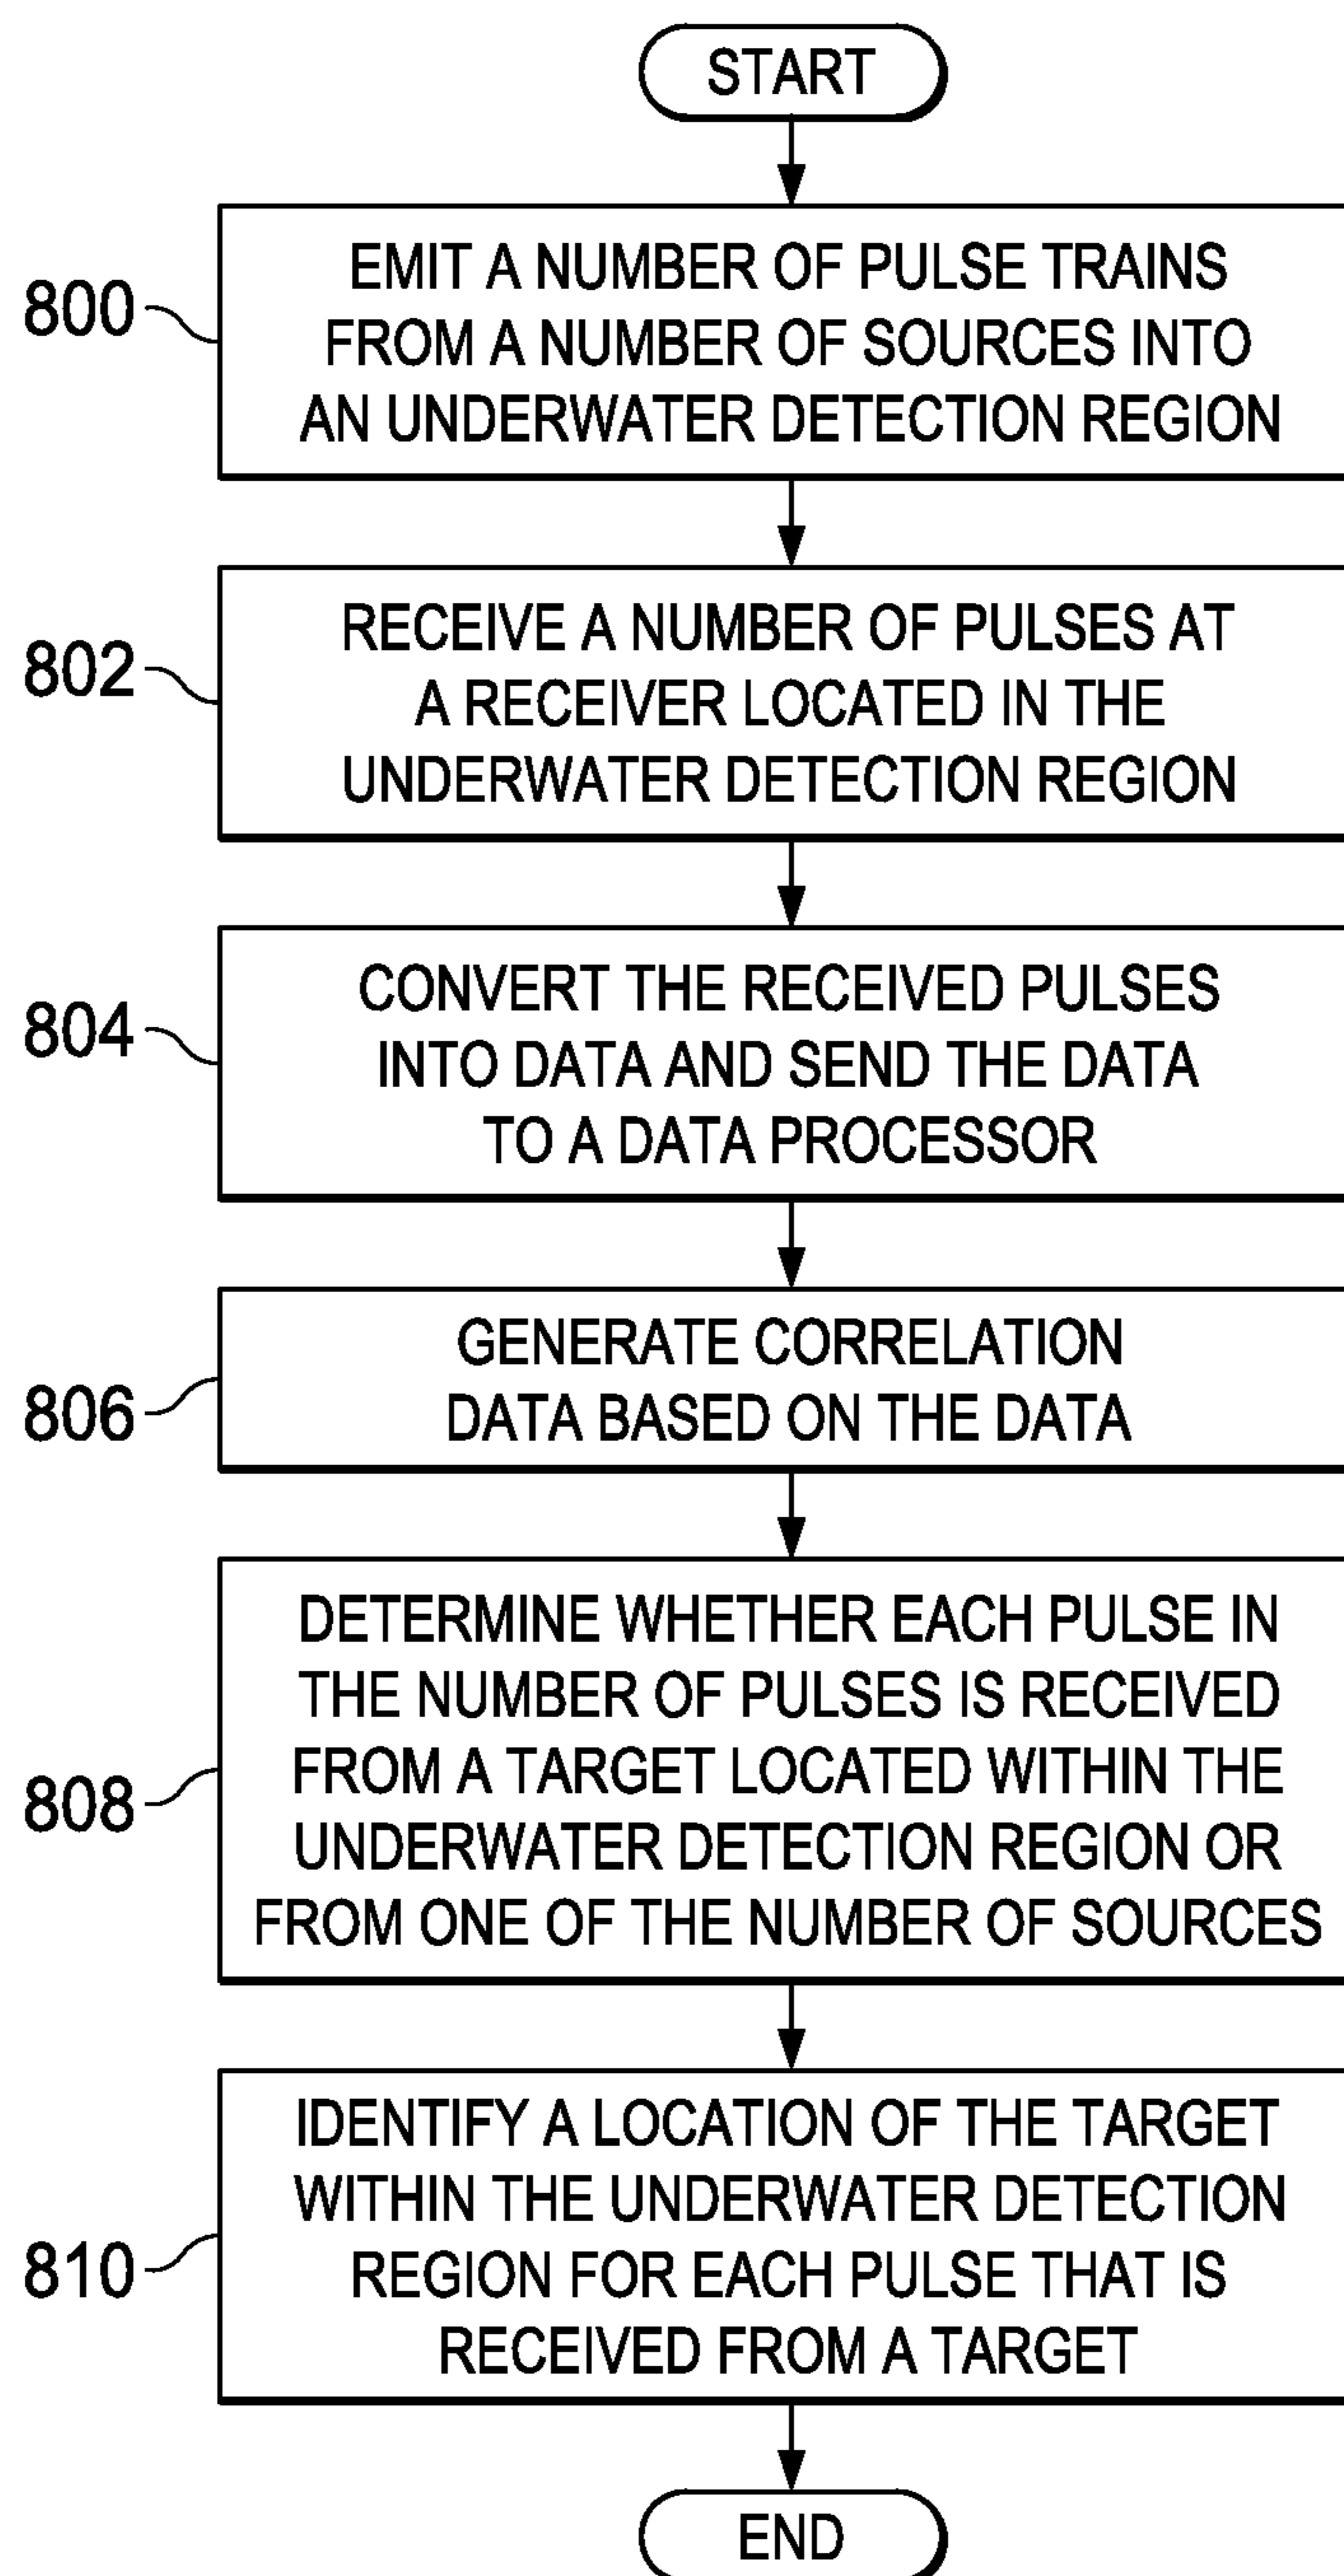 START
800
EMIT A NUMBER OF PULSE TRAINS
FROM A NUMBER OF SOURCES INTO
AN UNDERWATER DETECTION REGION
802
RECEIVE A NUMBER OF PULSES AT
A RECEIVER LOCATED IN THE
UNDERWATER DETECTION REGION
804
CONVERT THE RECEIVED PULSES
INTO DATA AND SEND THE DATA
TO A DATA PROCESSOR
806
GENERATE CORRELATION
DATA BASED ON THE DATA
808
DETERMINE WHETHER EACH PULSE IN
THE NUMBER OF PULSES IS RECEIVED
FROM A TARGET LOCATED WITHIN THE
UNDERWATER DETECTION REGION OR
FROM ONE OF THE NUMBER OF SOURCES
810
IDENTIFY A LOCATION OF THE TARGET
WITHIN THE UNDERWATER DETECTION
REGION FOR EACH PULSE THAT IS
RECEIVED FROM A TARGET
END